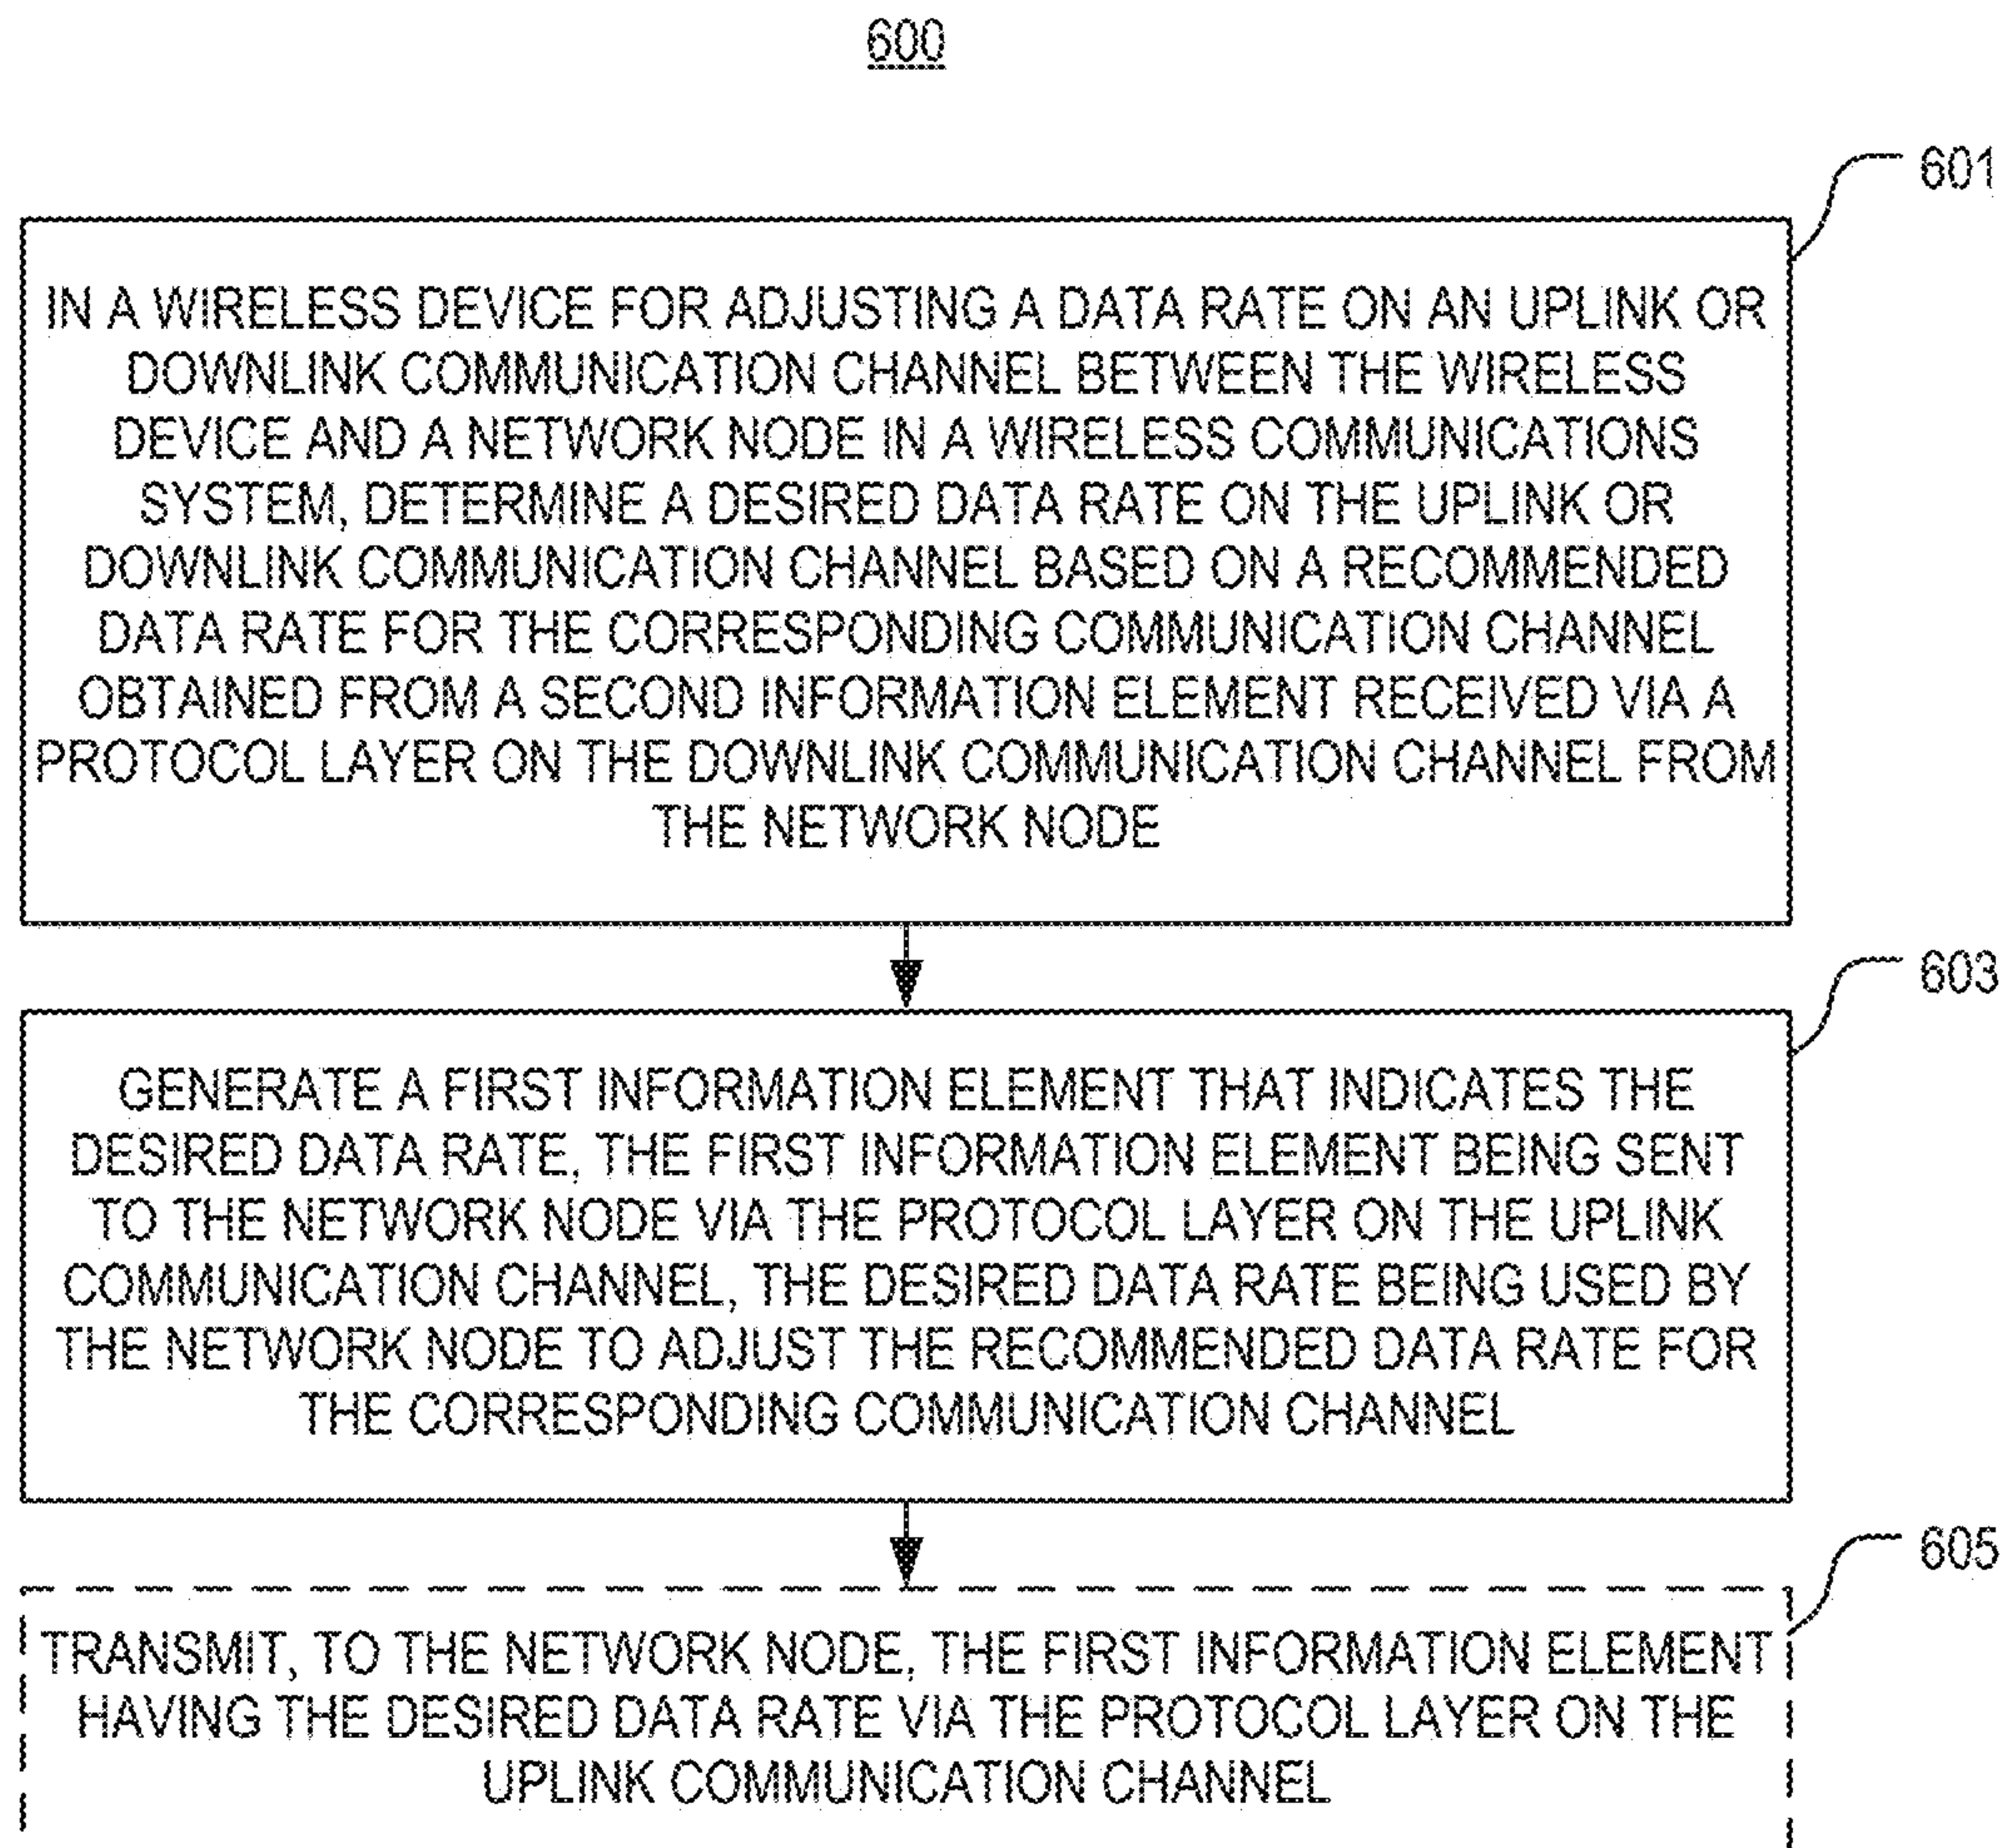 600
601
IN A WIRELESS DEVICE FOR ADJUSTING A DATA RATE ON AN UPLINK OR
DOWNLINK COMMUNICATION CHANNEL BETWEEN THE WIRELESS
DEVICE AND A NETWORK NODE IN A WIRELESS COMMUNICATIONS
SYSTEM, DETERMINE A DESIRED DATA RATE ON THE UPLINK OR
DOWNLINK COMMUNICATION CHANNEL BASED ON A RECOMMENDED
DATA RATE FOR THE CORRESPONDING COMMUNICATION CHANNEL
OBTAINED FROM A SECOND INFORMATION ELEMENT RECEIVED VIA A
PROTOCOL LAYER ON THE DOWNLINK COMMUNICATION CHANNEL FROM
THE NETWORK NODE
603
GENERATE A FIRST INFORMATION ELEMENT THAT INDICATES THE
DESIRED DATA RATE, THE FIRST INFORMATION ELEMENT BEING SENT
TO THE NETWORK NODE VIA THE PROTOCOL LAYER ON THE UPLINK
COMMUNICATION CHANNEL, THE DESIRED DATA RATE BEING USED BY
THE NETWORK NODE TO ADJUST THE RECOMMENDED DATA RATE FOR
THE CORRESPONDING COMMUNICATION CHANNEL
605
TRANSMIT, TO THE NETWORK NODE, THE FIRST INFORMATION ELEMENT
HAVING THE DESIRED DATA RATE VIA THE PROTOCOL LAYER ON THE
UPLINK COMMUNICATION CHANNEL